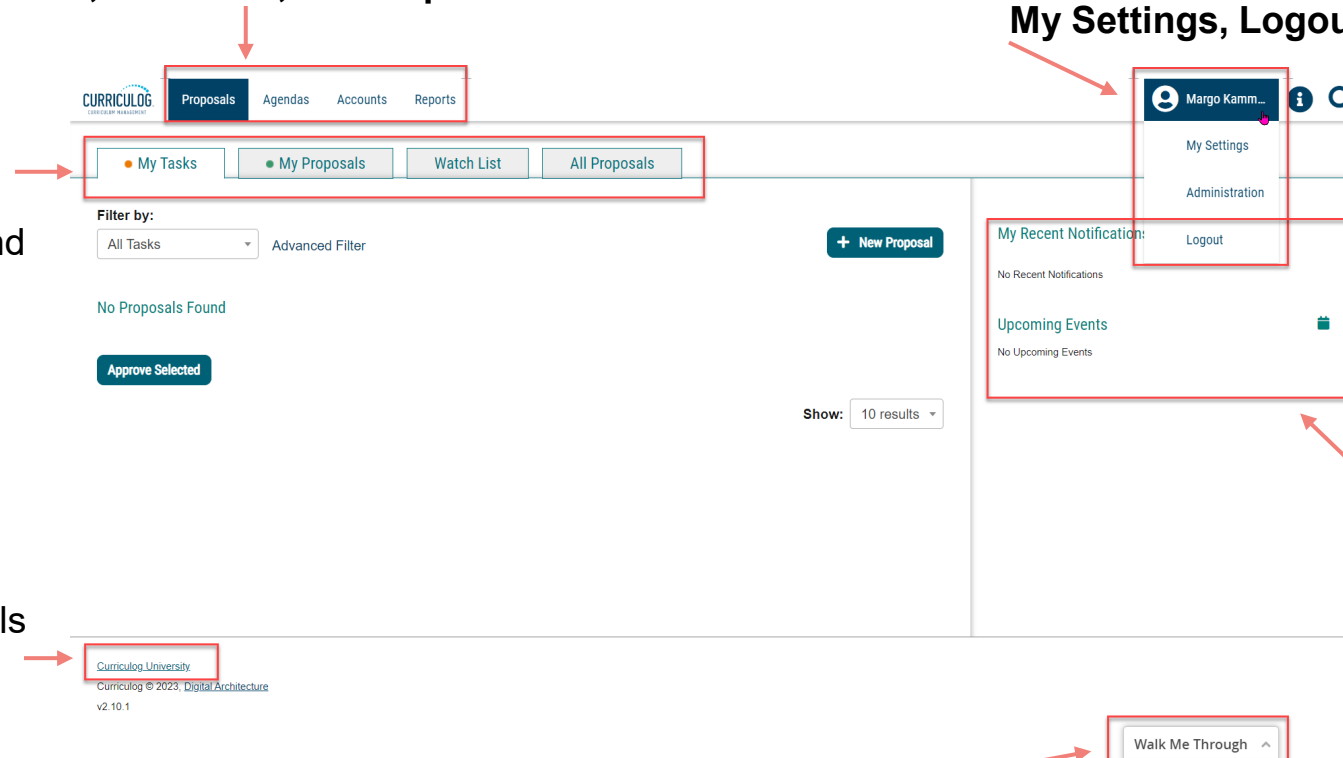 My Settings, Logou
CURRICULOG
CURRICULUM MANAGEMENT
Proposals Agendas Accounts Reports
Margo Kamm...
My Tasks My Proposals Watch List All Proposals
My Settings
Administration
Logout
Filter by:
All Tasks Advanced Filter
+ New Proposal
My Recent Notification
nd
No Recent Notifications
No Proposals Found
Upcoming Events
No Upcoming Events
Approve Selected
Show: 10 results
ls
Curriculog University
Curriculog © 2023, Digital Architecture
v2.10.1
Walk Me Through